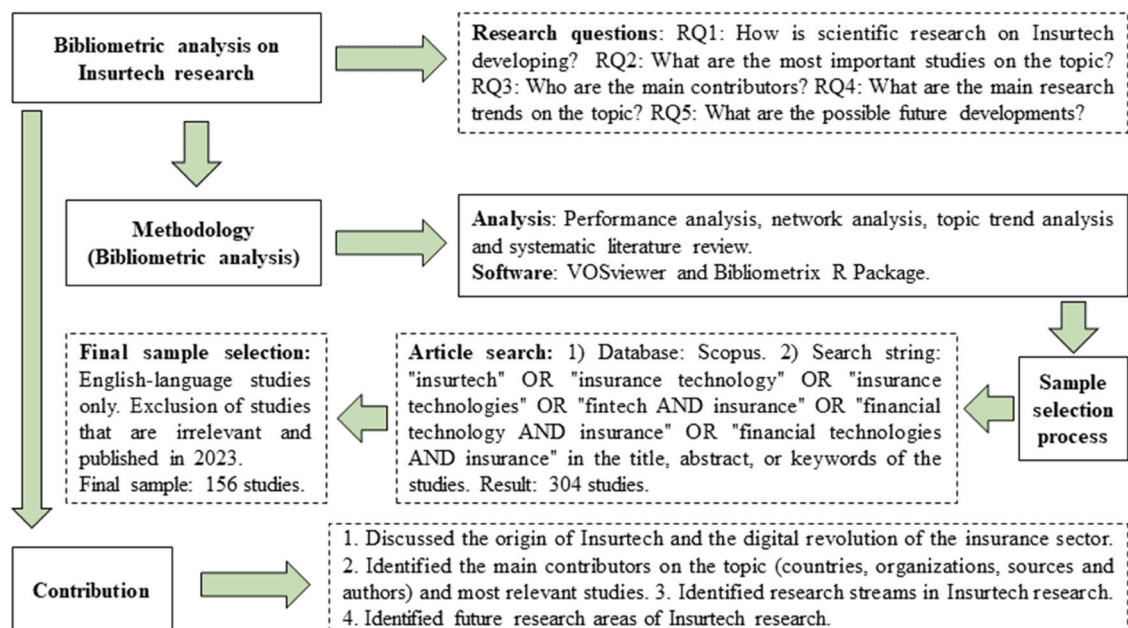 Bibliometric analysis on
Insurtech research
Research questions: RQ1: How is scientific research on Insurtech
developing? RQ2: What are the most important studies on the topic?
RQ3: Who are the main contributors? RQ4: What are the main research
trends on the topic? RQ5: What are the possible future developments?
Methodology
(Bibliometric analysis)
Analysis: Performance analysis, network analysis, topic trend analysis
and systematic literature review.
Software: VOSviewer and Bibliometrix R Package.
Sample
selection
process
Article search: 1) Database: Scopus. 2) Search string:
"insurtech" OR "insurance technology" OR "insurance
technologies" OR "fintech AND insurance" OR "financial
technology AND insurance" OR "financial technologies
AND insurance" in the title, abstract, or keywords of the
studies. Result: 304 studies.
Final sample selection:
English-language studies
only. Exclusion of studies
that are irrelevant and
published in 2023.
Final sample: 156 studies.
Contribution
1. Discussed the origin of Insurtech and the digital revolution of the insurance sector.
2. Identified the main contributors on the topic (countries, organizations, sources and
authors) and most relevant studies. 3. Identified research streams in Insurtech research.
4. Identified future research areas of Insurtech research.